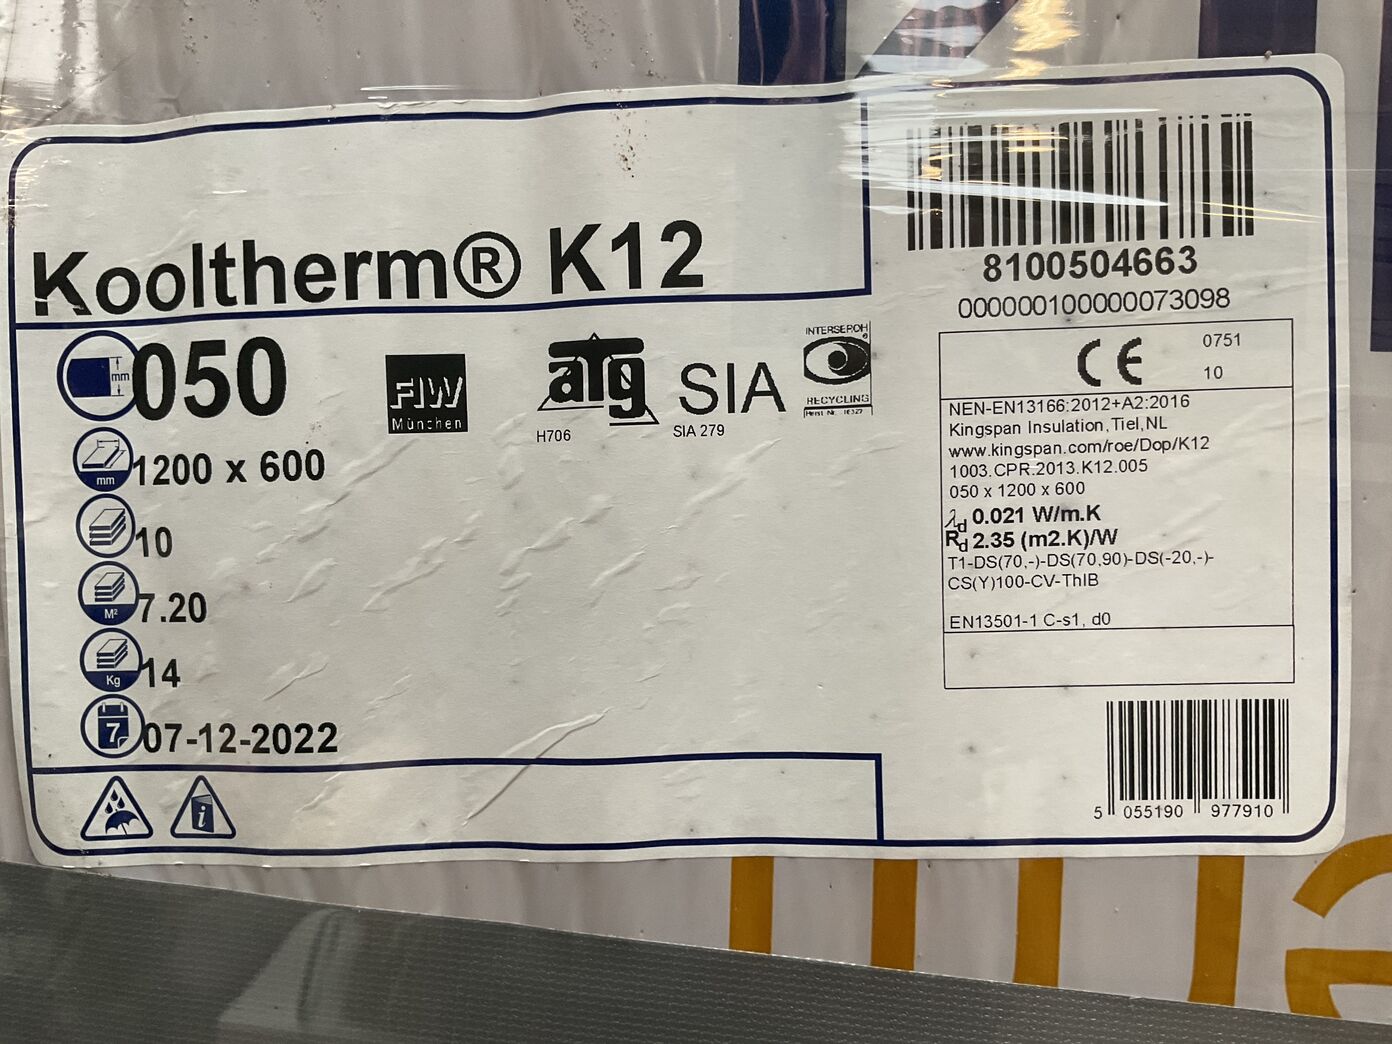 Kooltherm® K12
mm 050
mm 1200 x 600
10
M² 7.20
Kg 14
7 07-12-2022
FIW
München
aTg
H706
SIA
SIA 279
INTERSEROH
®
RECYCLING
8100504663
000000100000073098
CE 0751
10
NEN-EN13166:2012+A2:2016
Kingspan Insulation,Tiel,NL
www.kingspan.com/roe/Dop/K12
1003.CPR.2013.K12.005
050 x 1200 x 600
λd 0.021 W/m.K
Rd 2.35 (m2.K)/W
T1-DS(70,-)-DS(70,90)-DS(-20,-)-
CS(Y)100-CV-ThIB
EN13501-1 C-s1, d0
5 055190 977910
i